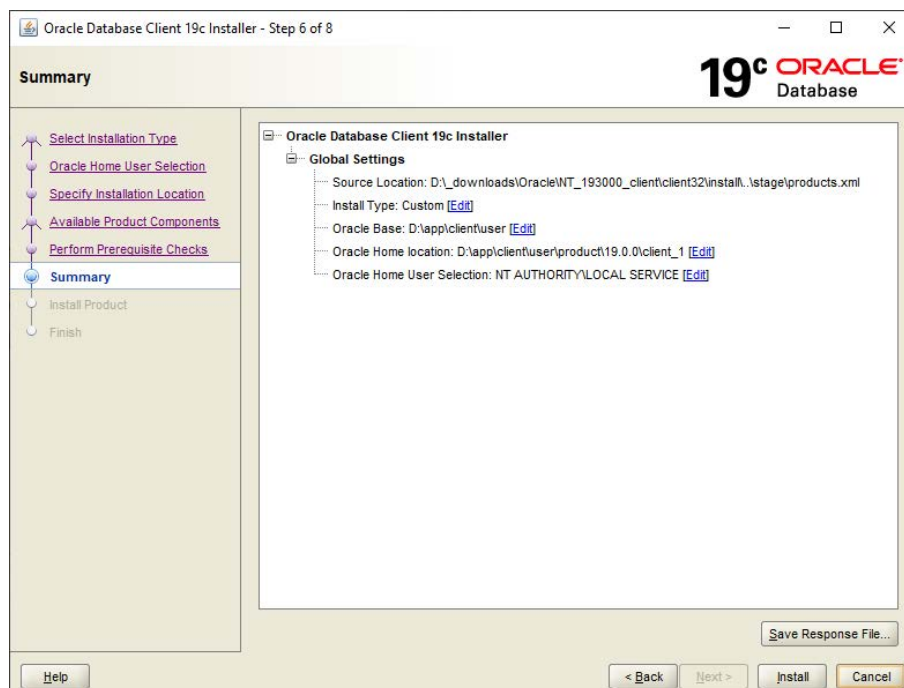 Oracle Database Client 19c Installer - Step 6 of 8
Summary
19c ORACLE
Database
Select Installation Type
Oracle Home User Selection
Specify Installation Location
Available Product Components
Perform Prerequisite Checks
Summary
Install Product
Finish
Oracle Database Client 19c Installer
Global Settings
Source Location: D:\_downloads\Oracle\NT_193000_client\client32\install\..\stage\products.xml
Install Type: Custom [Edit]
Oracle Base: D:\app\client\user [Edit]
Oracle Home location: D:\app\client\user\product\19.0.0\client_1 [Edit]
Oracle Home User Selection: NT AUTHORITY\LOCAL SERVICE [Edit]
Save Response File...
Help
< Back
Next >
Install
Cancel